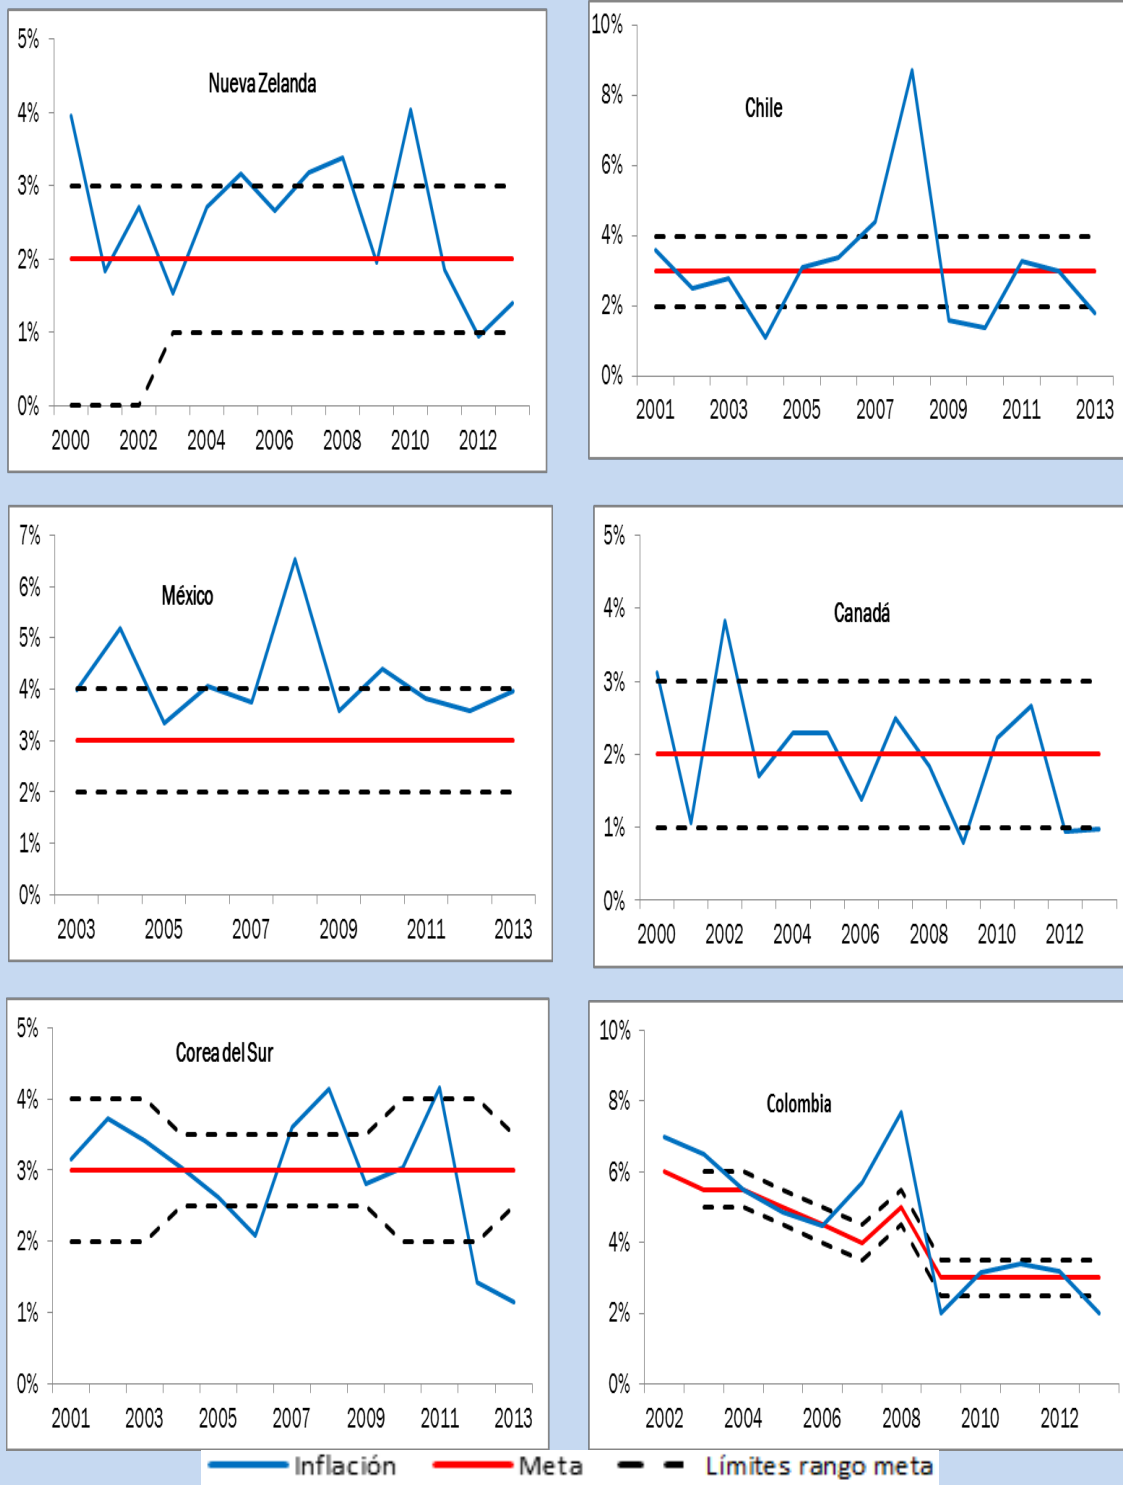 Nueva Zelanda
5%
4%
3%
2%
1%
0%
2000 2002 2004 2006 2008 2010 2012
Chile
10%
8%
6%
4%
2%
0%
2001 2003 2005 2007 2009 2011 2013
México
7%
6%
5%
4%
3%
2%
1%
0%
2003 2005 2007 2009 2011 2013
Canadá
5%
4%
3%
2%
1%
0%
2000 2002 2004 2006 2008 2010 2012
Corea del Sur
5%
4%
3%
2%
1%
0%
2001 2003 2005 2007 2009 2011 2013
Colombia
10%
8%
6%
4%
2%
0%
2002 2004 2006 2008 2010 2012
Inflación Meta Límites rango meta